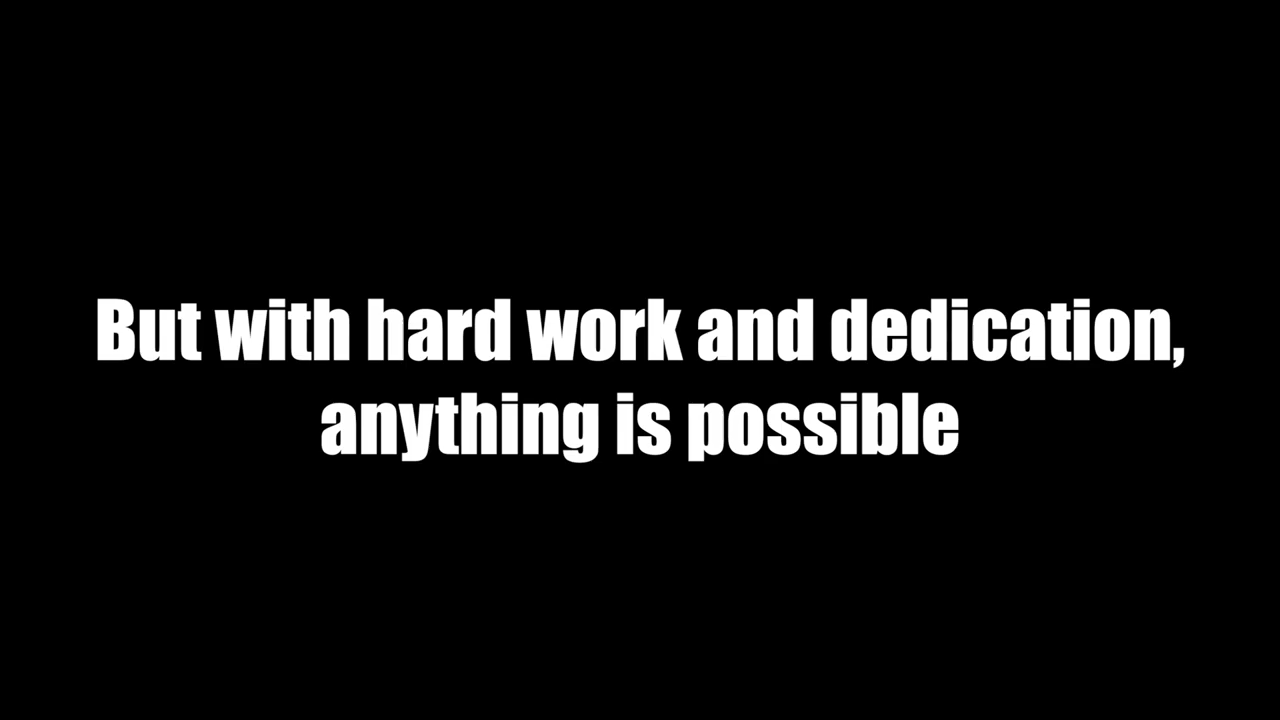 But with hard work and dedication,
anything is possible